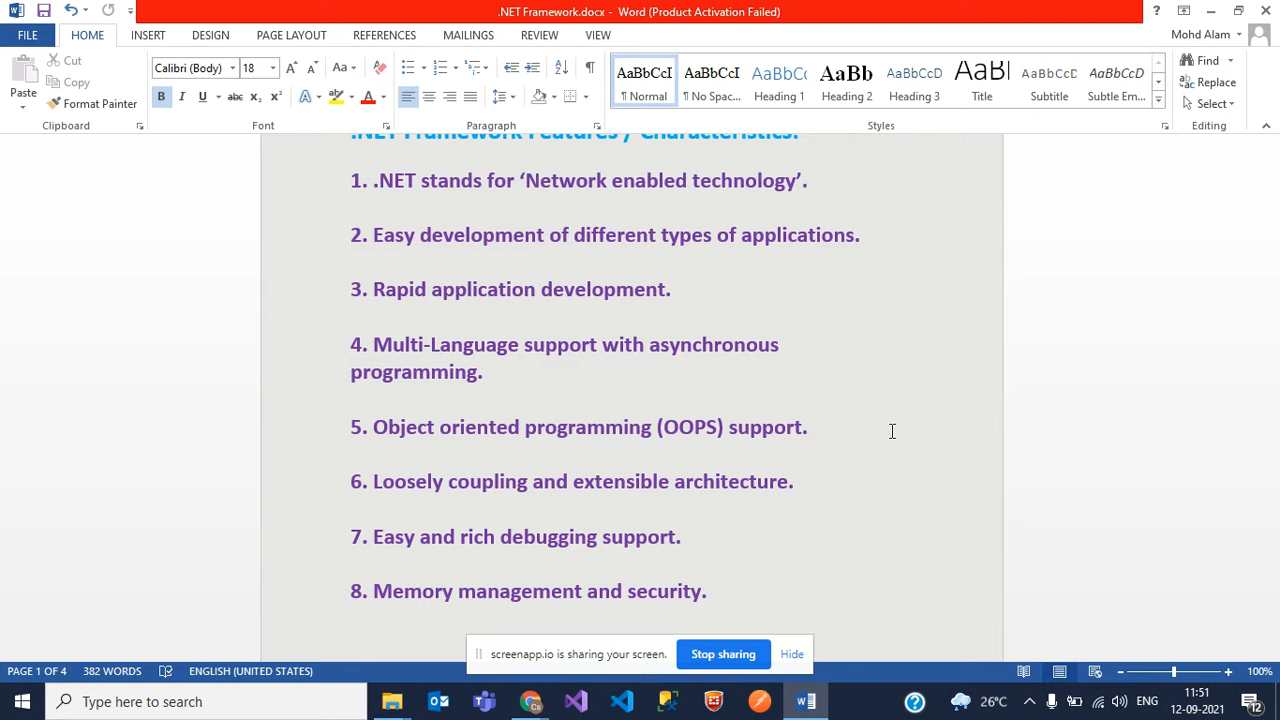 .NET Framework.docx - Word (Product Activation Failed)
FILE HOME INSERT DESIGN PAGE LAYOUT REFERENCES MAILINGS REVIEW VIEW Mohd Alam
Cut
Copy
Format Painter
Paste
Clipboard
Calibri (Body) 18
Font
Paragraph
AaBbCcI AaBbCcI AaBbC AaBb AaBbCcD AaB AaBbCcD AaBbCcD
¶ Normal ¶ No Spac... Heading 1 Heading 2 Heading 3 Title Subtitle Subtle Em...
Styles
Find
Replace
Select
Editing
.NET Framework Features / Characteristics:
1. .NET stands for ‘Network enabled technology’.
2. Easy development of different types of applications.
3. Rapid application development.
4. Multi-Language support with asynchronous
programming.
5. Object oriented programming (OOPS) support.
6. Loosely coupling and extensible architecture.
7. Easy and rich debugging support.
8. Memory management and security.
screenapp.io is sharing your screen. Stop sharing Hide
PAGE 1 OF 4 382 WORDS ENGLISH (UNITED STATES) 100%
Type here to search
26°C ENG 11:51
12-09-2021 12